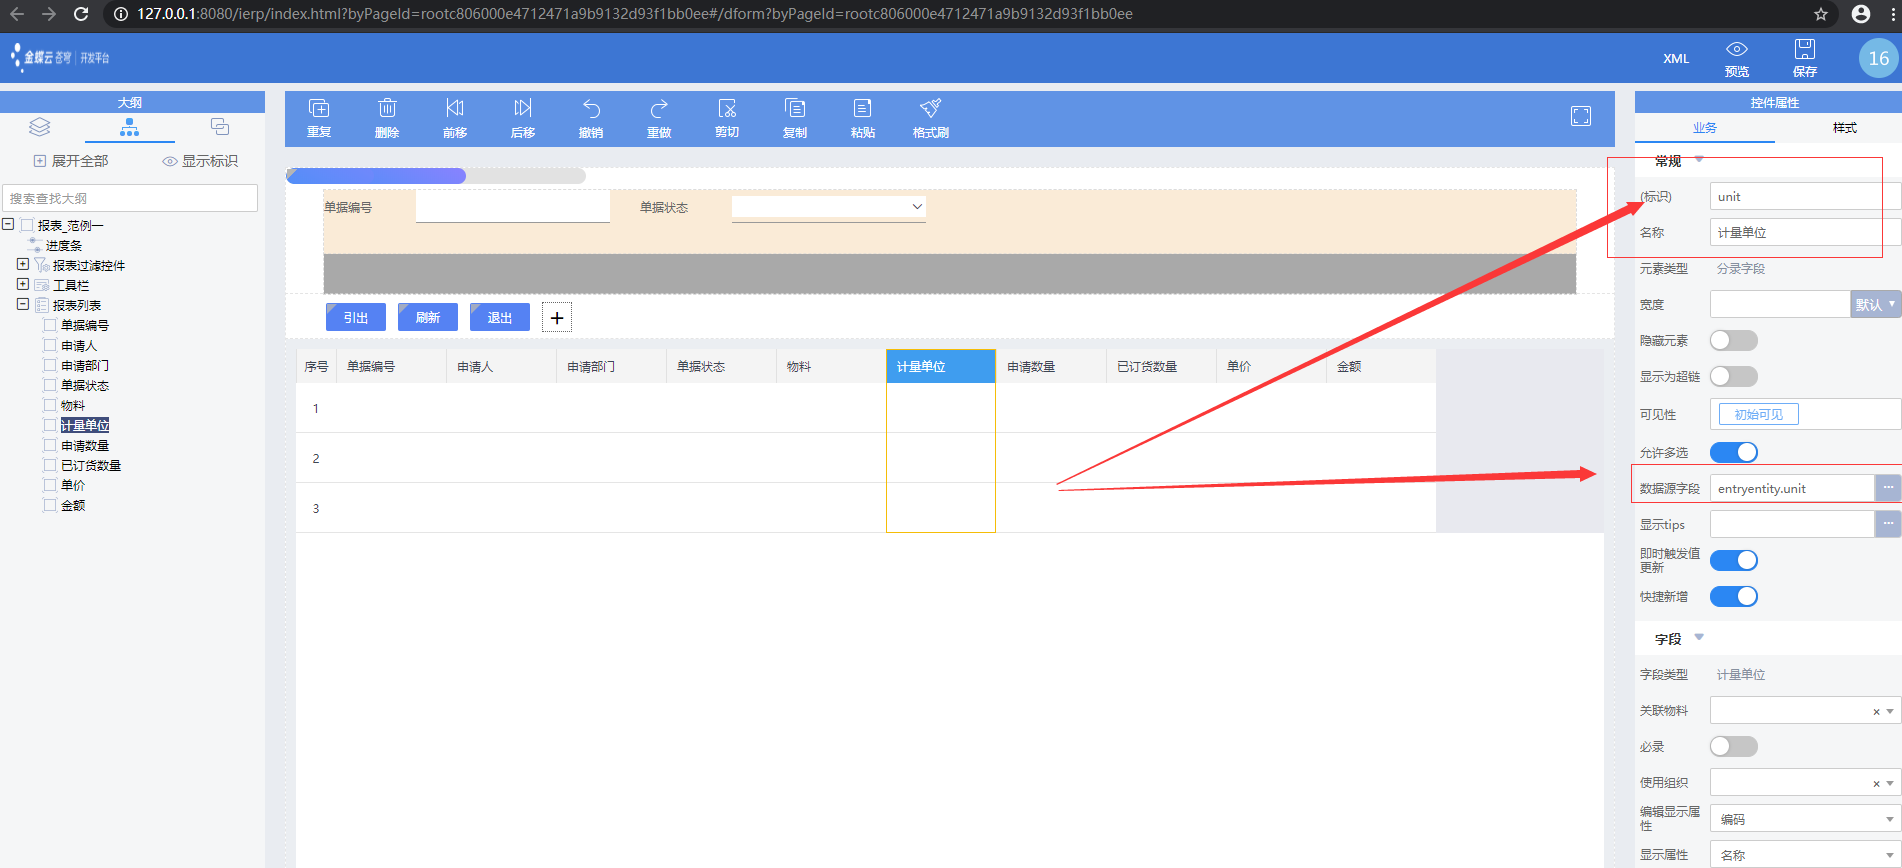 127.0.0.1:8080/ierp/index.html?byPageId=rootc806000e4712471a9b9132d93f1bb0ee#/dform?byPageId=rootc806000e4712471a9b9132d93f1bb0ee
金蝶云 苍穹 | 开发平台
XML
预览
保存
16
大纲
展开全部
显示标识
搜索查找大纲
报表_范例一
进度条
报表过滤控件
工具栏
报表列表
单据编号
申请人
申请部门
单据状态
物料
计量单位
申请数量
已订货数量
单价
金额
重复 删除 前移 后移 撤销 重做 剪切 复制 粘贴 格式刷
单据编号
单据状态
引出 刷新 退出 +
序号 单据编号 申请人 申请部门 单据状态 物料 计量单位 申请数量 已订货数量 单价 金额
1
2
3
控件属性
业务 样式
常规
(标识) unit
名称 计量单位
元素类型 分录字段
宽度 默认
隐藏元素
显示为超链
可见性 初始可见
允许多选
数据源字段 entryentity.unit ...
显示tips ...
即时触发值
更新
快捷新增
字段
字段类型 计量单位
关联物料 ×
必录
使用组织 ×
编辑显示属
性 编码
显示属性 名称